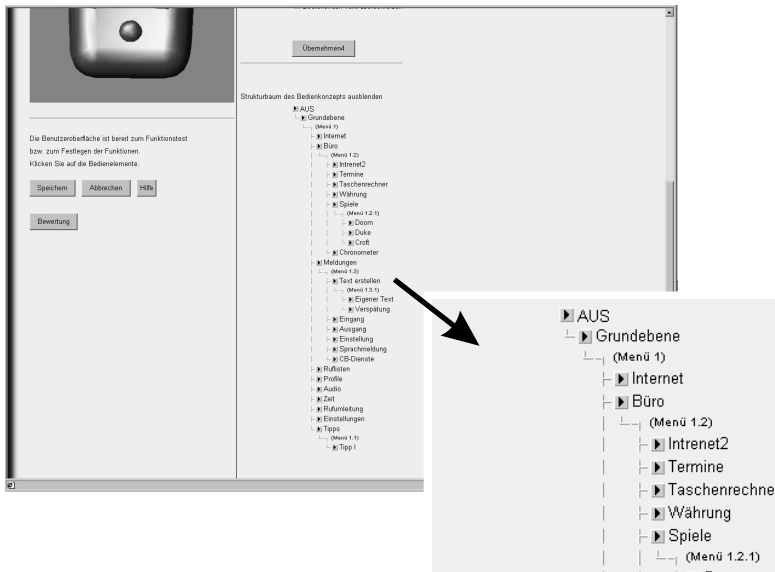 Übernehmen4
Strukturbaum des Bedienkonzepts ausblenden
AUS
Grundebene
(Menü 1)
Internet
Büro
(Menü 1.2)
Intrenet2
Termine
Taschenrechner
Währung
Spiele
(Menü 1.2.1)
Doom
Duke
Croft
Chronometer
Meldungen
(Menü 1.3)
Text erstellen
(Menü 1.3.1)
Eigener Text
Verspätung
Eingang
Ausgang
Einstellung
Sprachmeldung
CB-Dienste
Ruflisten
Profile
Audio
Zeit
Rufumleitung
Einstellungen
Tipps
(Menü 1.1)
Tipp I
Die Benutzeroberfläche ist bereit zum Funktionstest
bzw. zum Festlegen der Funktionen.
Klicken Sie auf die Bedienelemente.
Speichern Abbrechen Hilfe
Bewertung
AUS
Grundebene
(Menü 1)
Internet
Büro
(Menü 1.2)
Intrenet2
Termine
Taschenrechne
Währung
Spiele
(Menü 1.2.1)